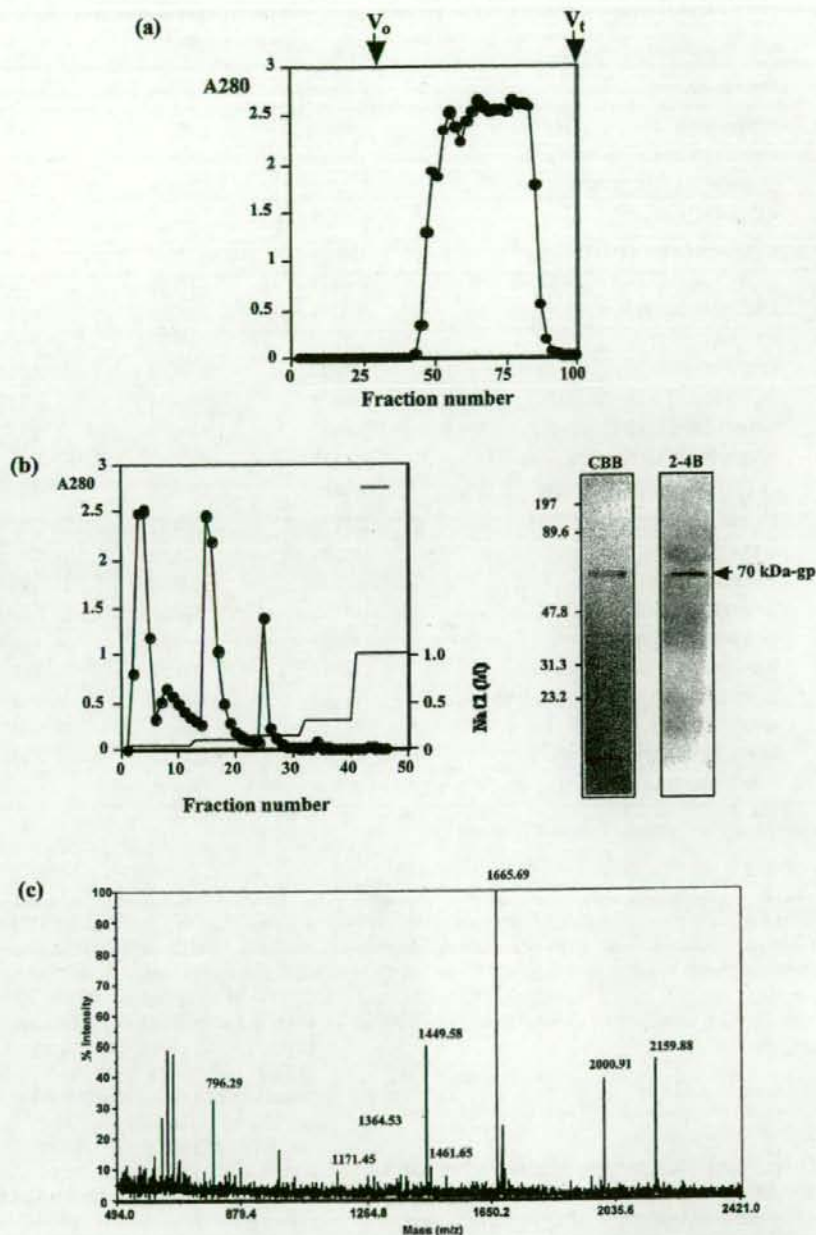 (a)
Vo
Vt
A280
3
2.5
2
1.5
1
0.5
0
0 25 50 75 100
Fraction number
(b)
A280
3
2.5
2
1.5
1
0.5
0
1.0
0.5
0
NaCl (M)
0 10 20 30 40 50
Fraction number
CBB 2-4B
197
89.6
70 kDa-gp
47.8
31.3
23.2
(c)
1665.69
100
90
80
70
60
50
40
30
20
10
0
% Intensity
796.29
1171.45
1364.53
1449.58
1461.65
2000.91
2159.88
494.0 879.4 1264.8 1650.2 2035.6 2421.0
Mass (m/z)